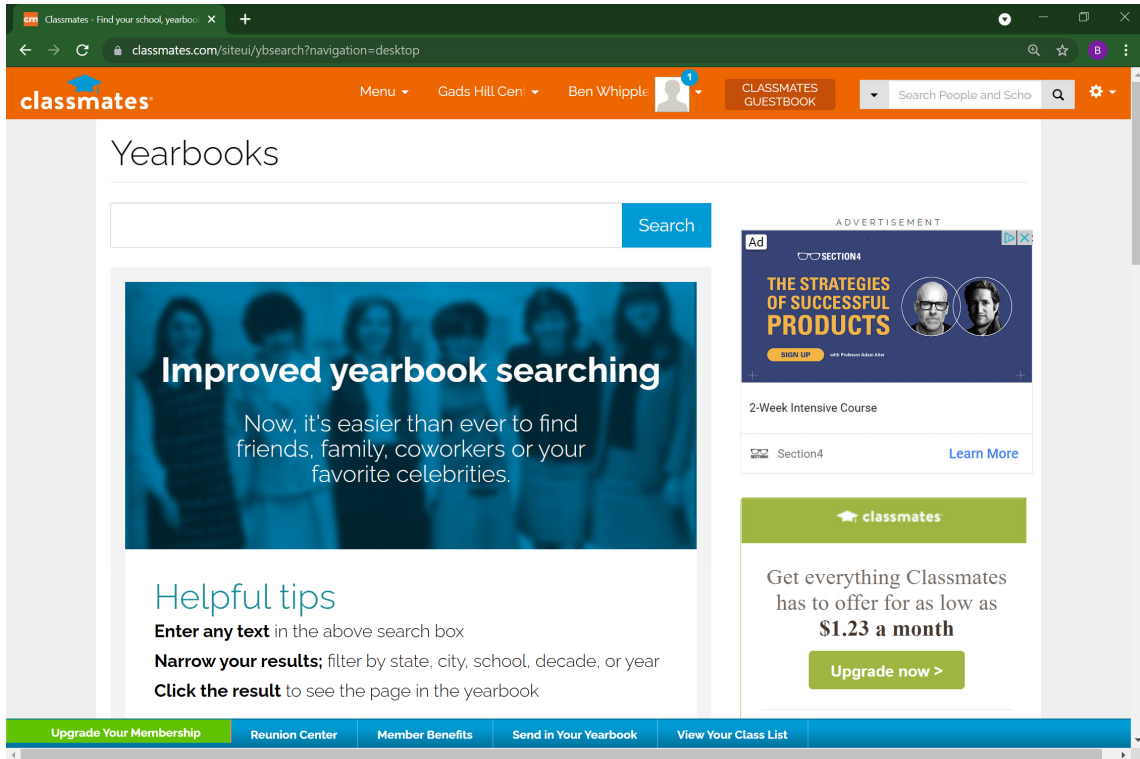 cm Classmates - Find your school, yearboo
classmates.com/siteui/ybsearch?navigation=desktop
B
classmates
Menu
Gads Hill Cen
Ben Whipple
1
CLASSMATES
GUESTBOOK
Search People and Scho
Yearbooks
Search
Improved yearbook searching
Now, it's easier than ever to find
friends, family, coworkers or your
favorite celebrities.
Helpful tips
Enter any text in the above search box
Narrow your results; filter by state, city, school, decade, or year
Click the result to see the page in the yearbook
ADVERTISEMENT
Ad
SECTION4
THE STRATEGIES
OF SUCCESSFUL
PRODUCTS
SIGN UP with Professor Adam Alter
2-Week Intensive Course
Section4
Learn More
classmates
Get everything Classmates
has to offer for as low as
$1.23 a month
Upgrade now >
Upgrade Your Membership
Reunion Center
Member Benefits
Send in Your Yearbook
View Your Class List